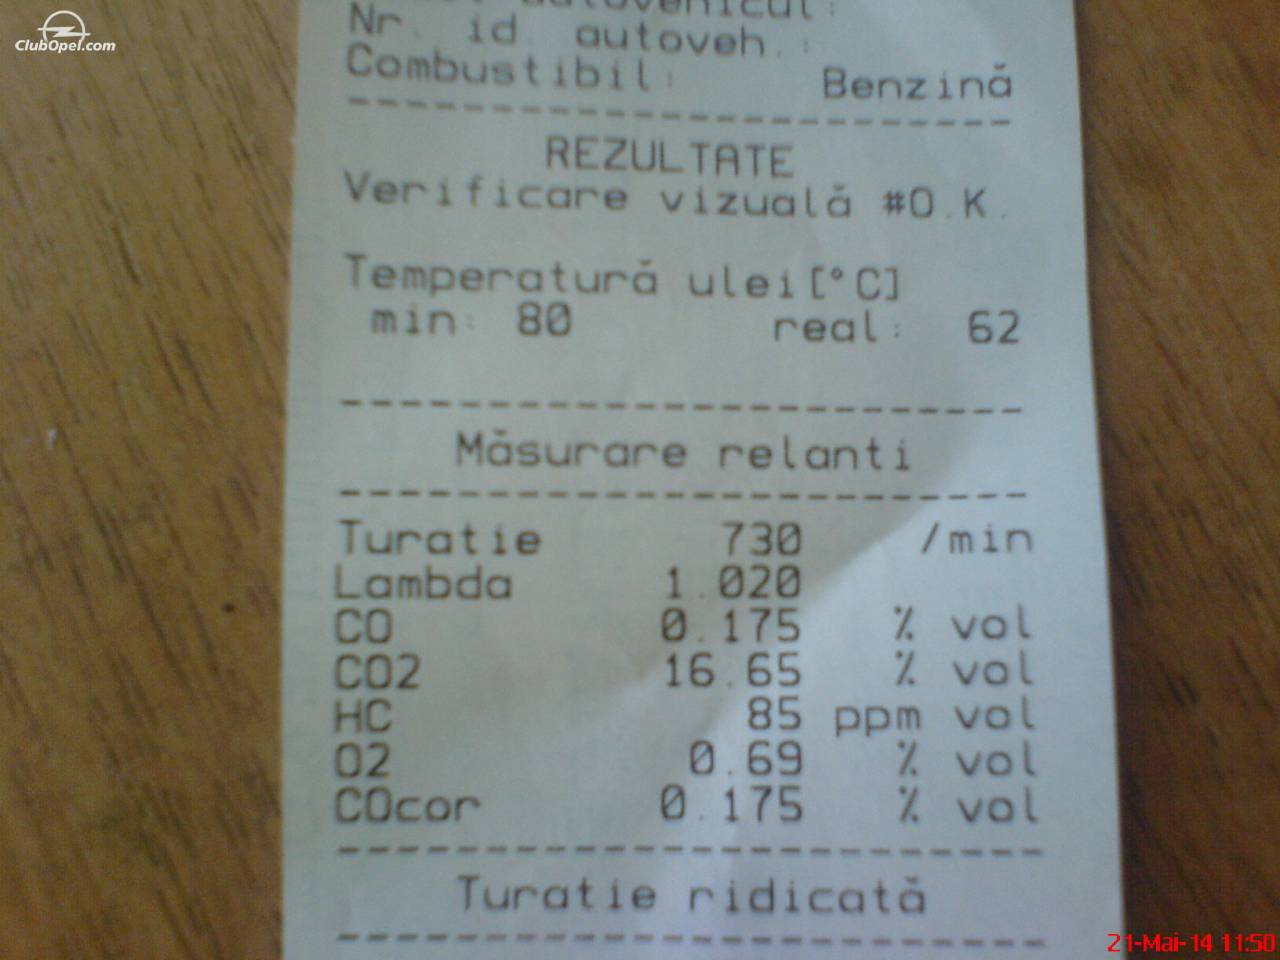 ClubOpel.com
autovehicul:
Nr. id. autoveh.:
Combustibil: Benzină
REZULTATE
Verificare vizuală #O.K.
Temperatură ulei[°C]
min: 80 real: 62
Măsurare relanti
Turatie 730 /min
Lambda 1.020
CO 0.175 % vol
CO2 16.65 % vol
HC 85 ppm vol
O2 0.69 % vol
COcor 0.175 % vol
Turatie ridicată
21-Mai-14 11:50